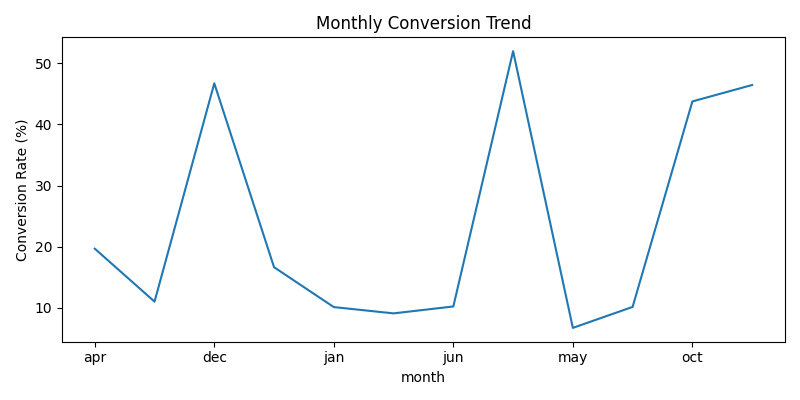 Monthly Conversion Trend
Conversion Rate (%)
50
40
30
20
10
apr dec jan jun may oct
month